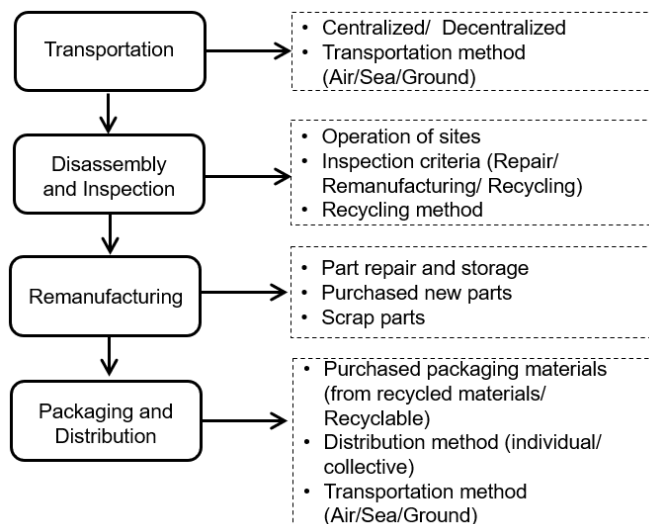 Transportation
• Centralized/ Decentralized
• Transportation method
(Air/Sea/Ground)
Disassembly
and Inspection
• Operation of sites
• Inspection criteria (Repair/
Remanufacturing/ Recycling)
• Recycling method
Remanufacturing
• Part repair and storage
• Purchased new parts
• Scrap parts
Packaging and
Distribution
• Purchased packaging materials
(from recycled materials/
Recyclable)
• Distribution method (individual/
collective)
• Transportation method
(Air/Sea/Ground)